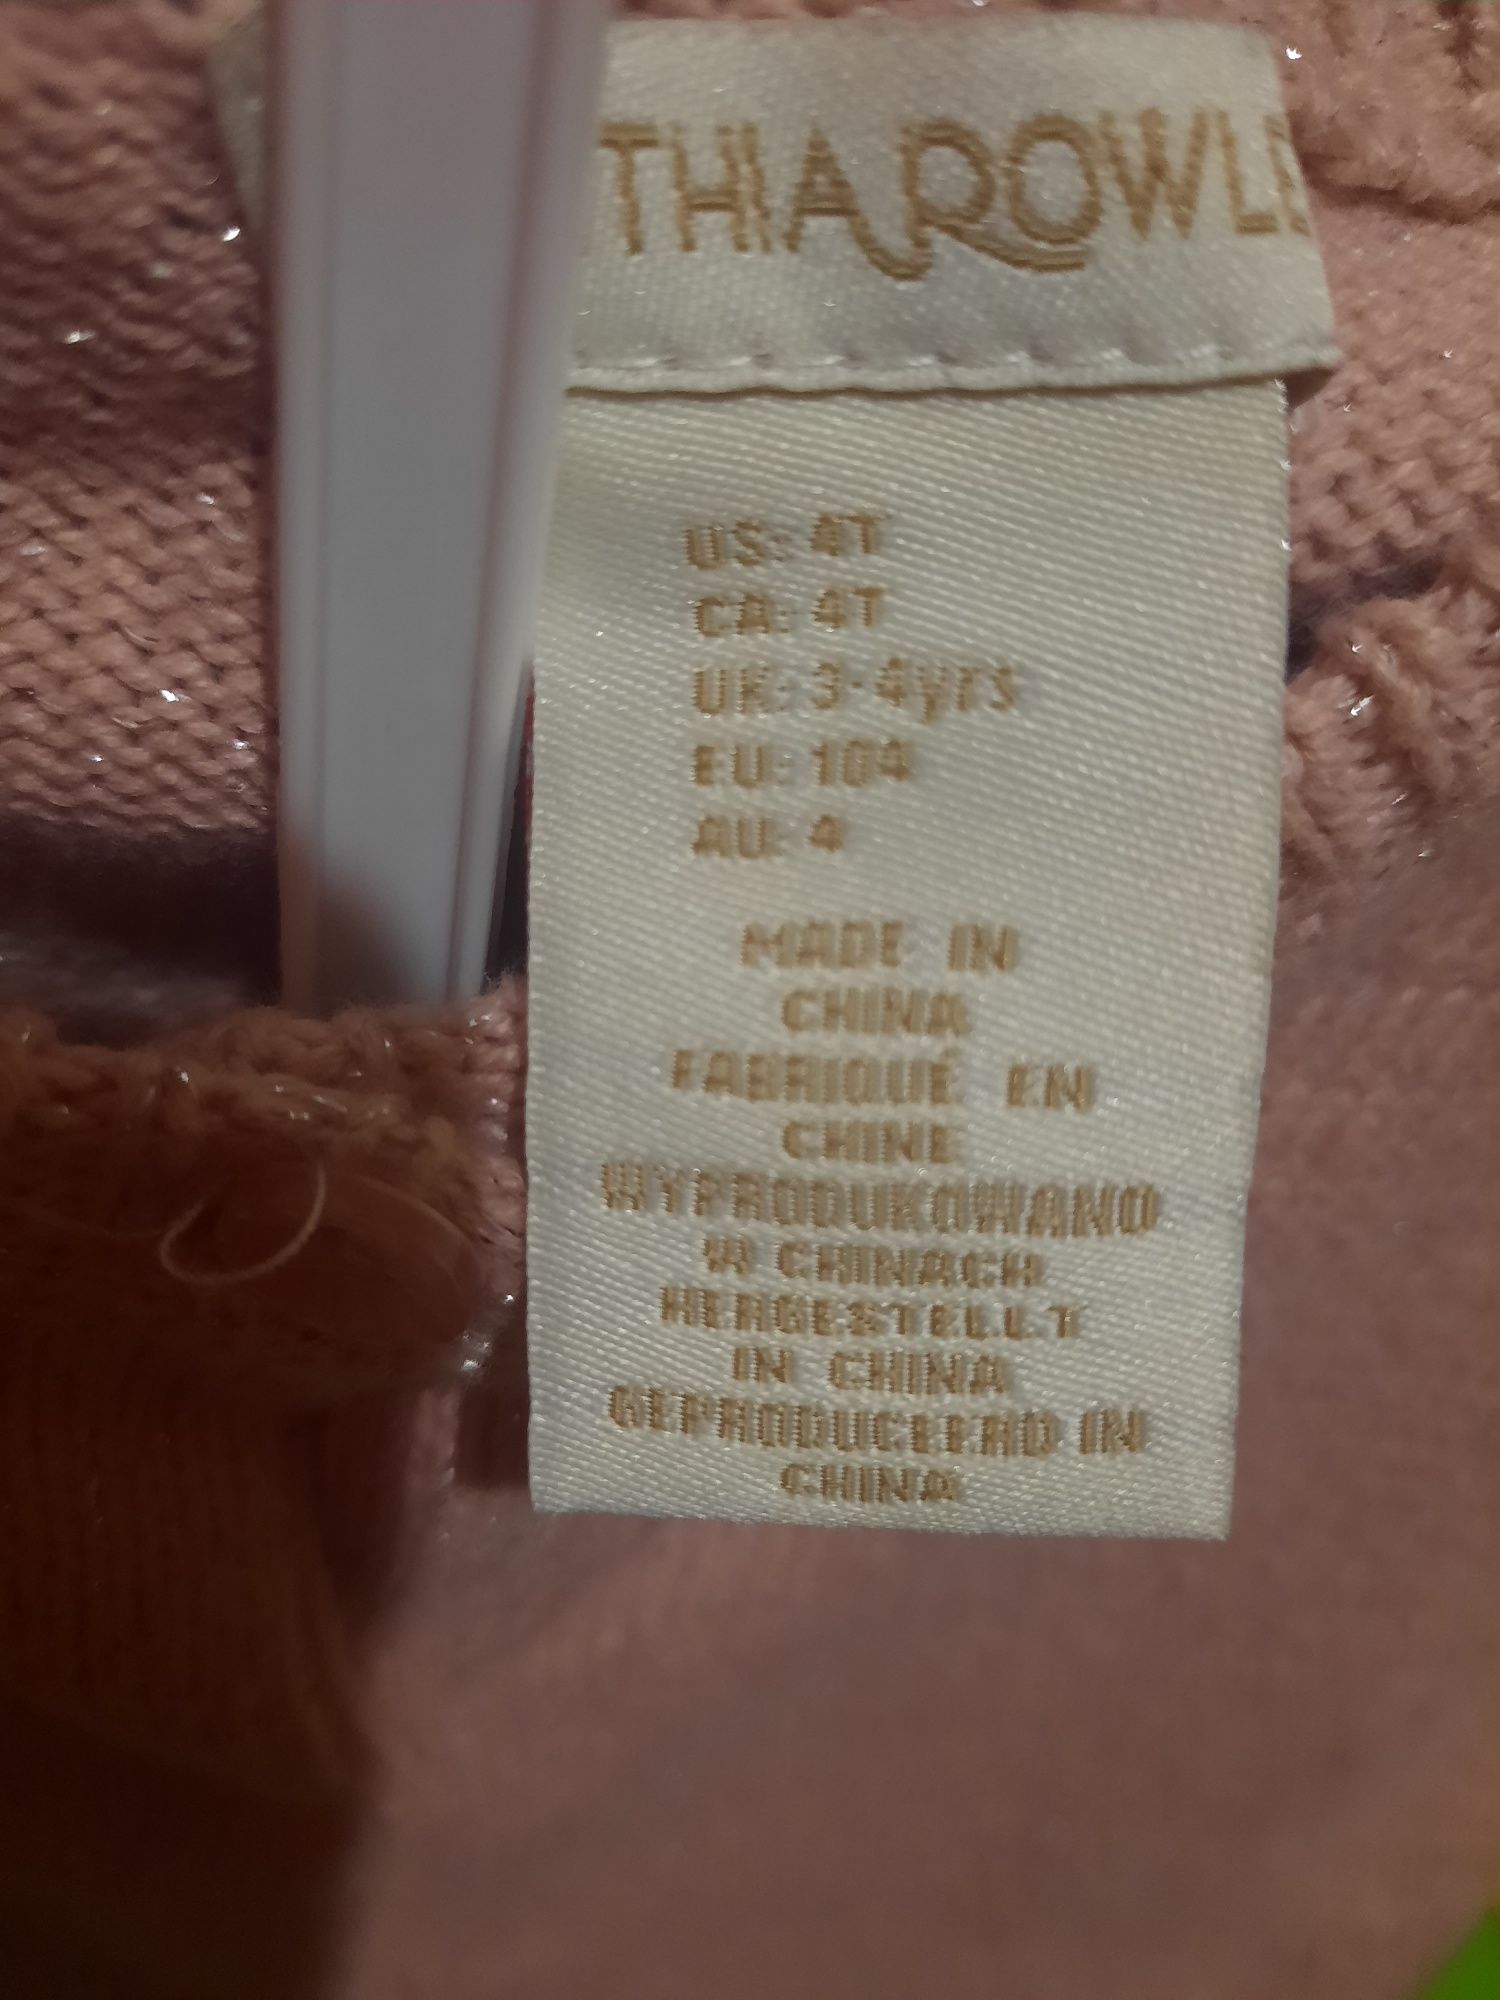 THIA ROWLE
US: 4T
CA: 4T
UK: 3-4yrs
EU: 104
AU: 4
MADE IN
CHINA
FABRIQUÉ EN
CHINE
WYPRODUKOWANO
W CHINACH
HERGESTELLT
IN CHINA
GEPRODUCEERD IN
CHINA